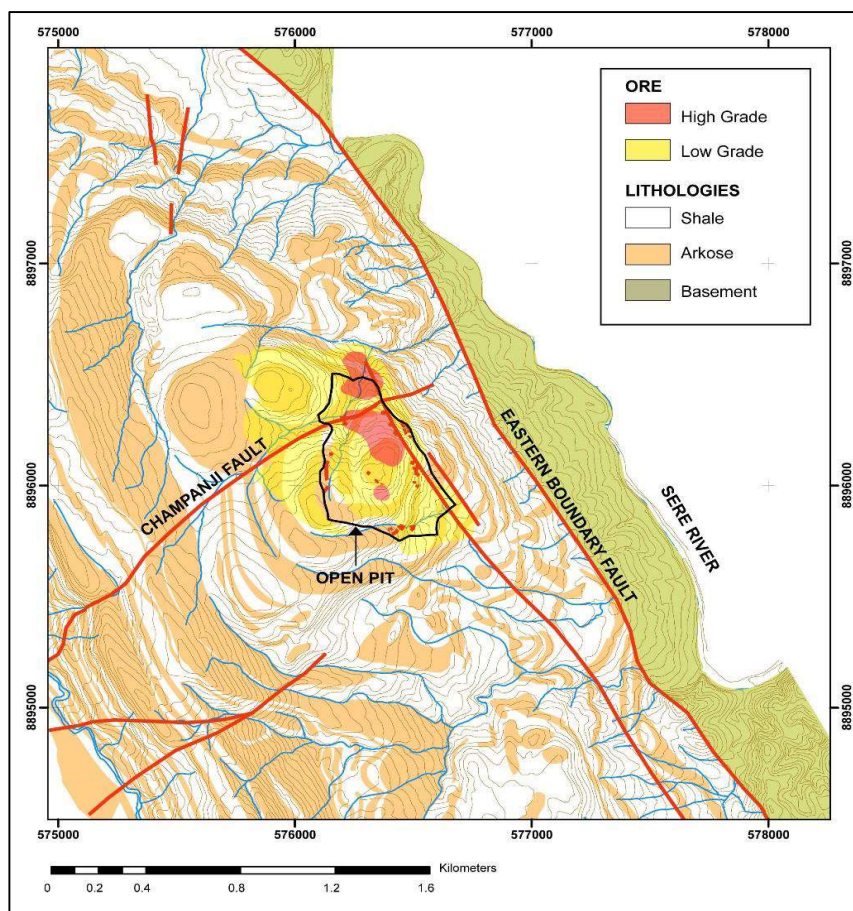 575000 576000 577000 578000
ORE
High Grade
Low Grade
LITHOLOGIES
Shale
Arkose
Basement
8897000 8897000
CHAMPANJI FAULT
EASTERN BOUNDARY FAULT
SERE RIVER
8896000 8896000
OPEN PIT
8895000 8895000
575000 576000 577000 578000
Kilometers
0 0.2 0.4 0.8 1.2 1.6